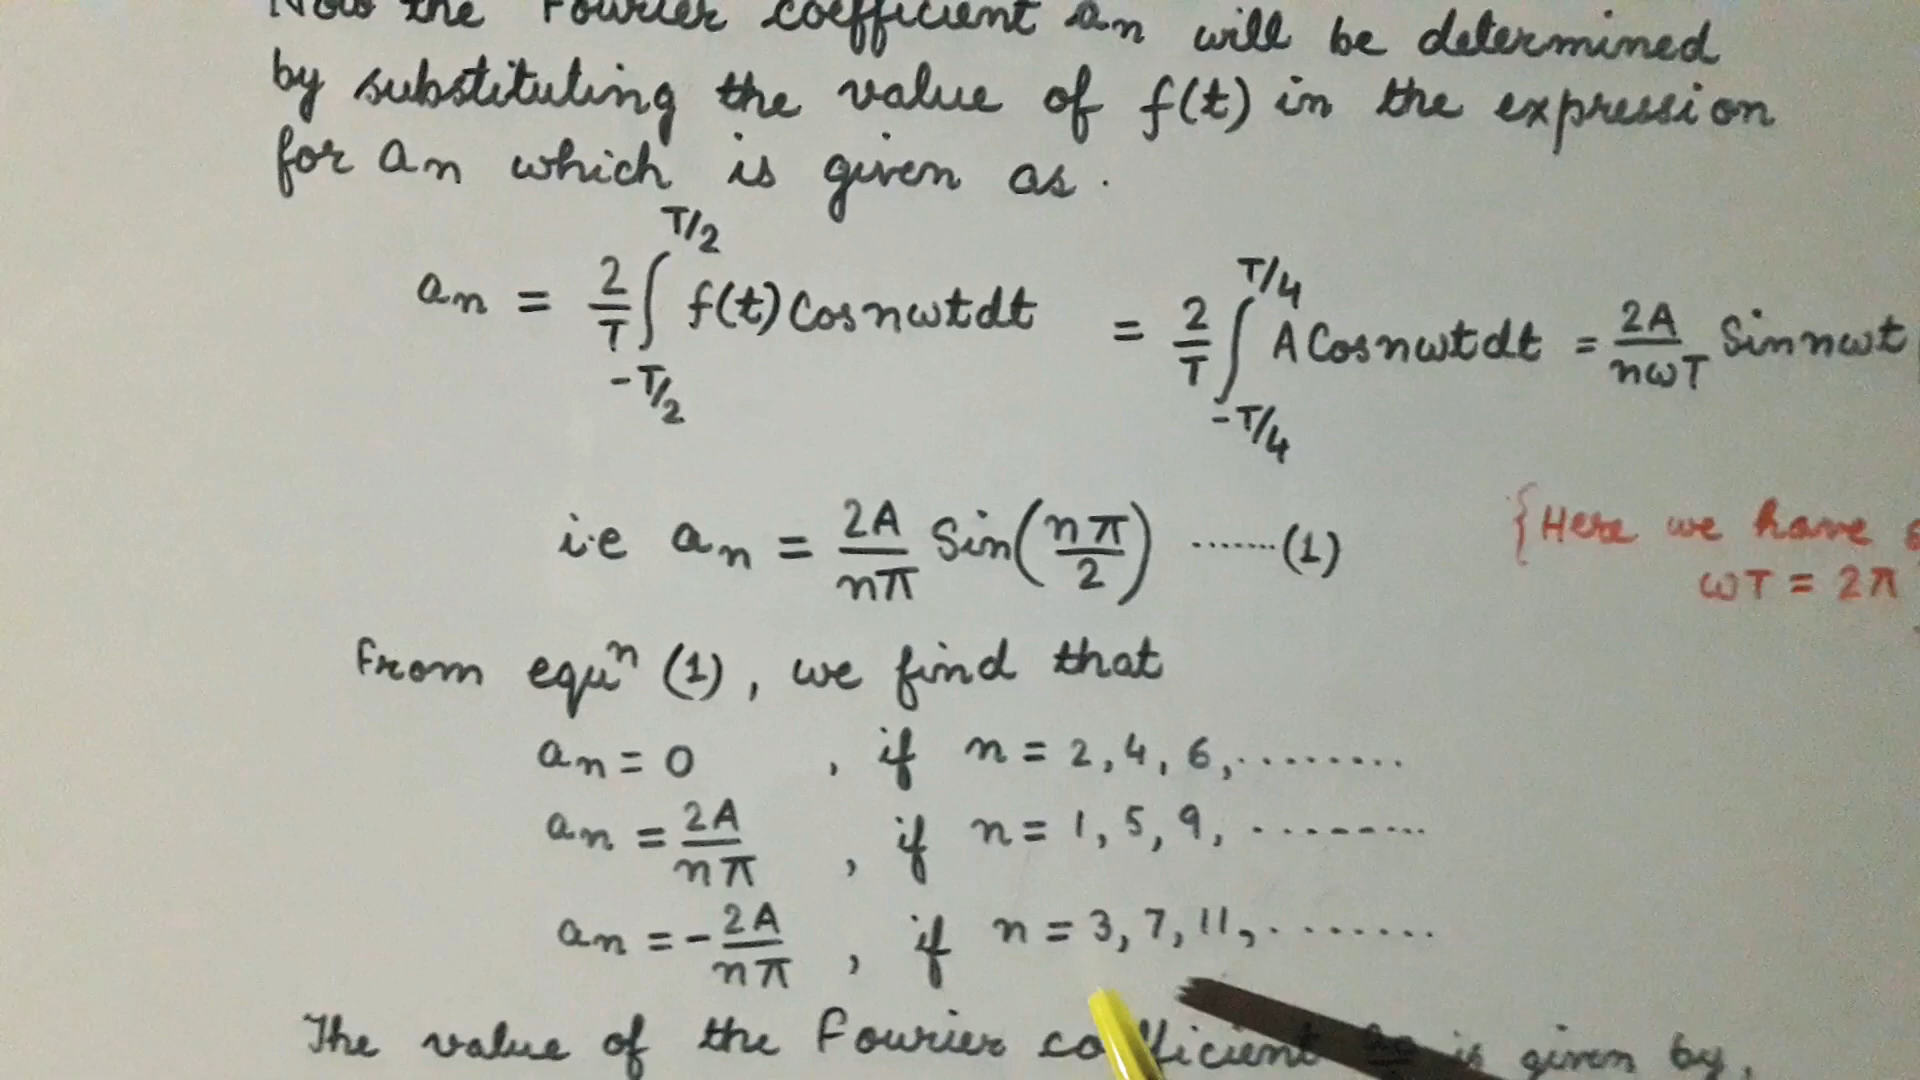 Now the Fourier coefficient an will be determined
by substituting the value of f(t) in the expression
for an which is given as.
an = 2/T ∫_{-T/2}^{T/2} f(t) Cos nωt dt = 2/T ∫_{-T/4}^{T/4} A Cos nωt dt = 2A/nωT Sin nωt
i.e an = 2A/nπ Sin(nπ/2) .......(1)
{Here we have
ωT = 2π
From equⁿ (1), we find that
an = 0 , if n = 2, 4, 6, ........
an = 2A/nπ , if n = 1, 5, 9, ........
an = -2A/nπ , if n = 3, 7, 11, ........
The value of the Fourier coefficient is given by,